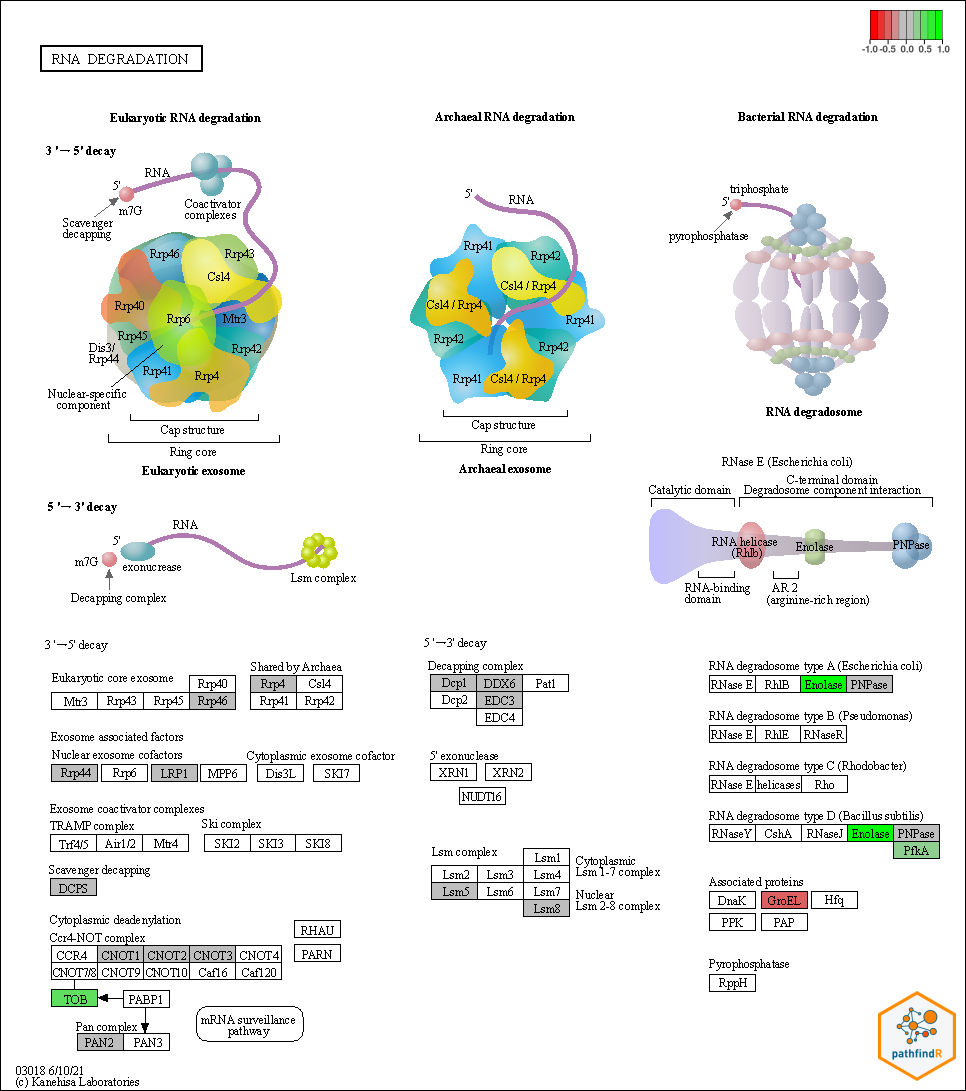 -1.0 -0.5 0.0 0.5 1.0
RNA DEGRADATION
Eukaryotic RNA degradation
Archaeal RNA degradation
Bacterial RNA degradation
3 '→ 5' decay
RNA
5'
m7G
Scavenger
decapping
Coactivator
complexes
Rrp46
Rrp43
Csl4
Rrp40
Rrp6
Mtr3
Rrp45
Dis3/
Rrp44
Rrp42
Rrp41
Rrp4
Nuclear-specific
component
Cap structure
Ring core
Eukaryotic exosome
5'
RNA
Rrp41
Rrp42
Csl4 / Rrp4
Csl4 / Rrp4
Rrp41
Rrp42
Rrp42
Rrp41
Csl4 / Rrp4
Cap structure
Ring core
Archaeal exosome
triphosphate
5'
pyrophosphatase
RNA degradosome
5 '→ 3' decay
RNA
5'
m7G
exonucrease
Lsm complex
Decapping complex
RNase E (Escherichia coli)
C-terminal domain
Catalytic domain
Degradosome component interaction
RNA helicase
(Rhlb)
Enolase
PNPase
RNA-binding
domain
AR 2
(arginine-rich region)
3 '→5' decay
Eukaryotic core exosome
Rrp40
Mtr3 Rrp43 Rrp45 Rrp46
Shared by Archaea
Rrp4 Csl4
Rrp41 Rrp42
Exosome associated factors
Nuclear exosome cofactors
Rrp44 Rrp6 LRP1 MPP6
Cytoplasmic exosome cofactor
Dis3L SKI7
Exosome coactivator complexes
TRAMP complex
Trf4/5 Air1/2 Mtr4
Ski complex
SKI2 SKI3 SKI8
Scavenger decapping
DCPS
Cytoplasmic deadenylation
Ccr4-NOT complex
CCR4 CNOT1 CNOT2 CNOT3 CNOT4
CNOT7/8 CNOT9 CNOT10 Caf16 Caf120
RHAU
PARN
TOB
PABP1
Pan complex
PAN2 PAN3
mRNA surveillance
pathway
5 '→3' decay
Decapping complex
Dcp1 DDX6 Pat1
Dcp2 EDC3
EDC4
5' exonuclease
XRN1 XRN2
NUDT16
Lsm complex
Lsm1
Lsm2 Lsm3 Lsm4
Lsm5 Lsm6 Lsm7
Lsm8
Cytoplasmic
Lsm 1-7 complex
Nuclear
Lsm 2-8 complex
RNA degradosome type A (Escherichia coli)
RNase E RhlB Enolase PNPase
RNA degradosome type B (Pseudomonas)
RNase E RhlE RNaseR
RNA degradosome type C (Rhodobacter)
RNase E helicases Rho
RNA degradosome type D (Bacillus subtilis)
RNaseY CshA RNaseJ Enolase PNPase
PfkA
Associated proteins
DnaK GroEL Hfq
PPK PAP
Pyrophosphatase
RppH
pathfindR
03018 6/10/21
(c) Kanehisa Laboratories